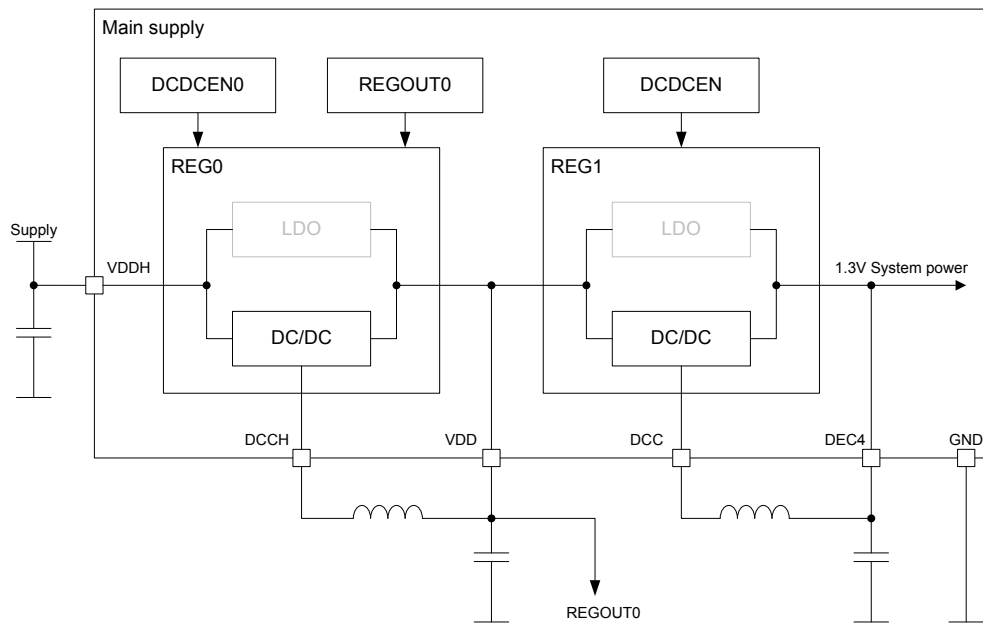 Main supply
DCDCEN0
REGOUT0
DCDCEN
REG0
REG1
LDO
LDO
Supply
VDDH
1.3V System power
DC/DC
DC/DC
DCCH
VDD
DCC
DEC4
GND
REGOUT0